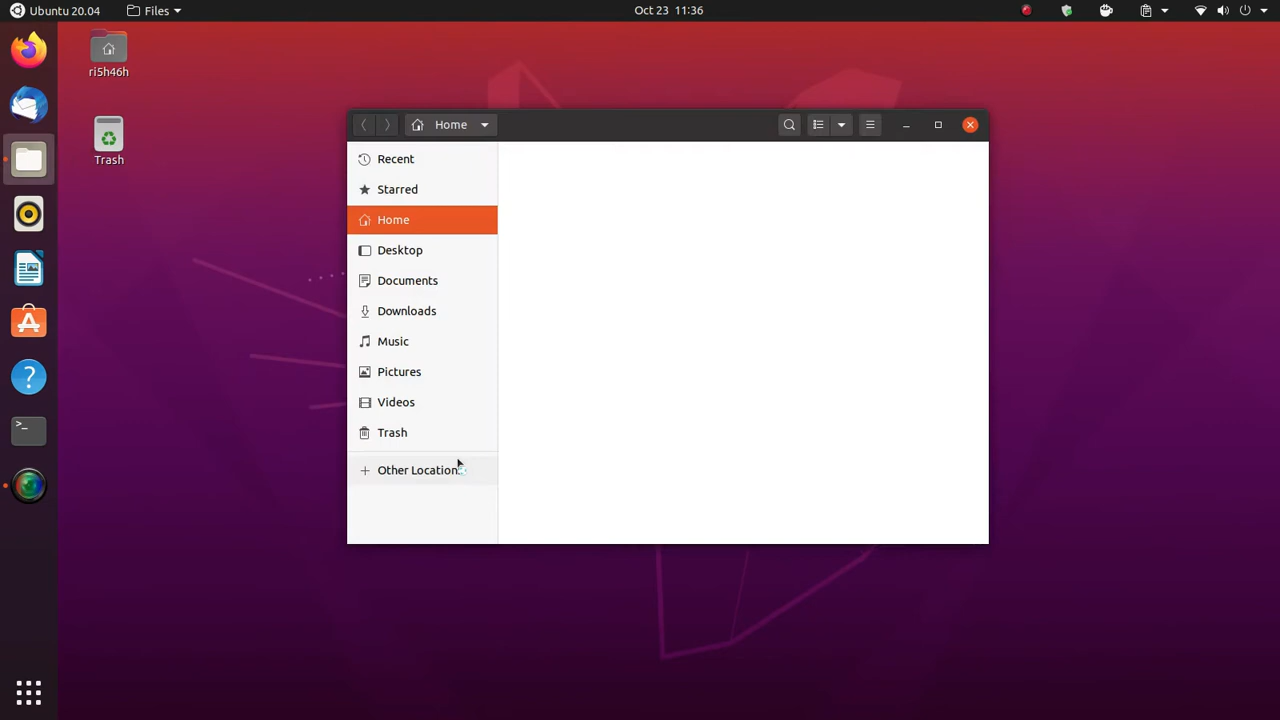 Ubuntu 20.04
Files
Oct 23 11:36
ri5h46h
Trash
Home
Recent
Starred
Home
Desktop
Documents
Downloads
Music
Pictures
Videos
Trash
Other Locations